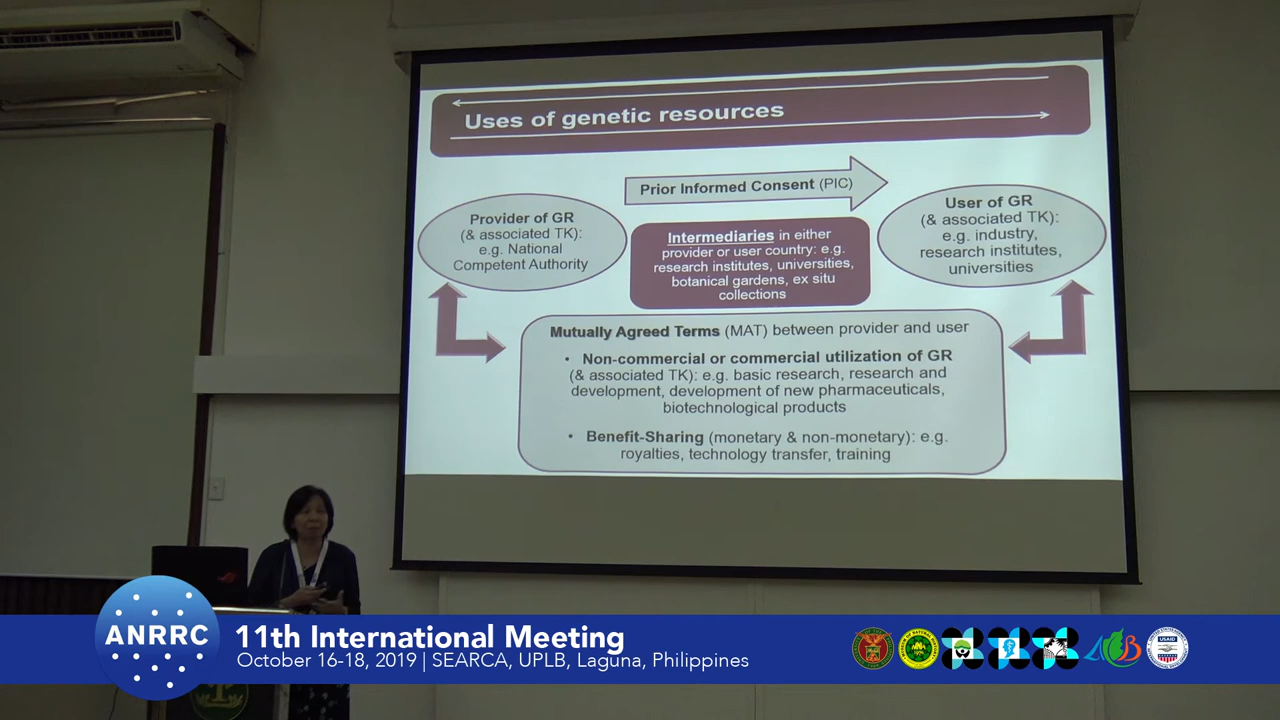 Uses of genetic resources
Prior Informed Consent (PIC)
Provider of GR
(& associated TK):
e.g. National
Competent Authority
Intermediaries in either
provider or user country: e.g.
research institutes, universities,
botanical gardens, ex situ
collections
User of GR
(& associated TK):
e.g. industry,
research institutes,
universities
Mutually Agreed Terms (MAT) between provider and user
• Non-commercial or commercial utilization of GR
(& associated TK): e.g. basic research, research and
development, development of new pharmaceuticals,
biotechnological products
• Benefit-Sharing (monetary & non-monetary): e.g.
royalties, technology transfer, training
ANRRC
11th International Meeting
October 16-18, 2019 | SEARCA, UPLB, Laguna, Philippines
USAID